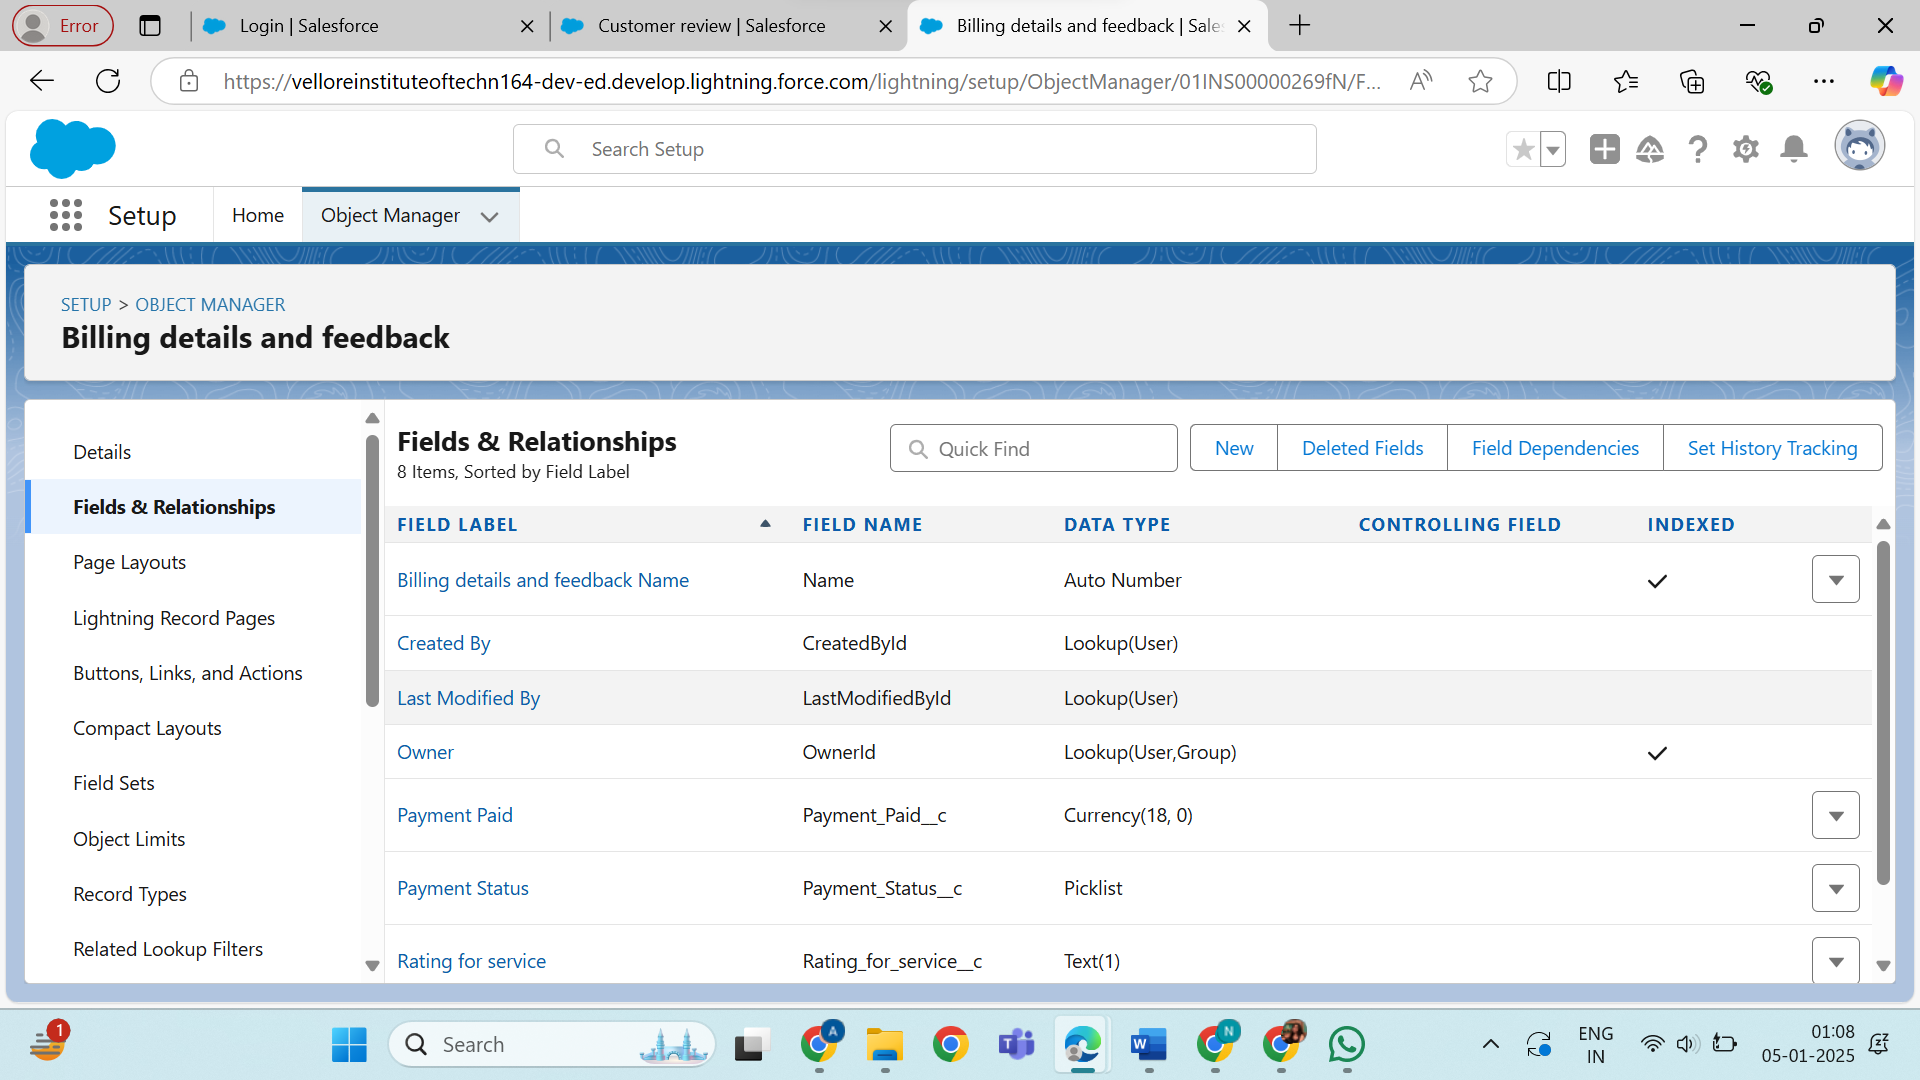 Error
Login | Salesforce
Customer review | Salesforce
Billing details and feedback | Sale
https://velloreinstituteoftechn164-dev-ed.develop.lightning.force.com/lightning/setup/ObjectManager/01INS00000269fN/F...
Search Setup
Setup
Home
Object Manager
SETUP > OBJECT MANAGER
Billing details and feedback
Details
Fields & Relationships
Page Layouts
Lightning Record Pages
Buttons, Links, and Actions
Compact Layouts
Field Sets
Object Limits
Record Types
Related Lookup Filters
Fields & Relationships
8 Items, Sorted by Field Label
Quick Find
New
Deleted Fields
Field Dependencies
Set History Tracking
FIELD LABEL FIELD NAME DATA TYPE CONTROLLING FIELD INDEXED
Billing details and feedback Name Name Auto Number
Created By CreatedById Lookup(User)
Last Modified By LastModifiedById Lookup(User)
Owner OwnerId Lookup(User,Group)
Payment Paid Payment_Paid__c Currency(18, 0)
Payment Status Payment_Status__c Picklist
Rating for service Rating_for_service__c Text(1)
1
Search
A
T
W
N
ENG
IN
01:08
05-01-2025